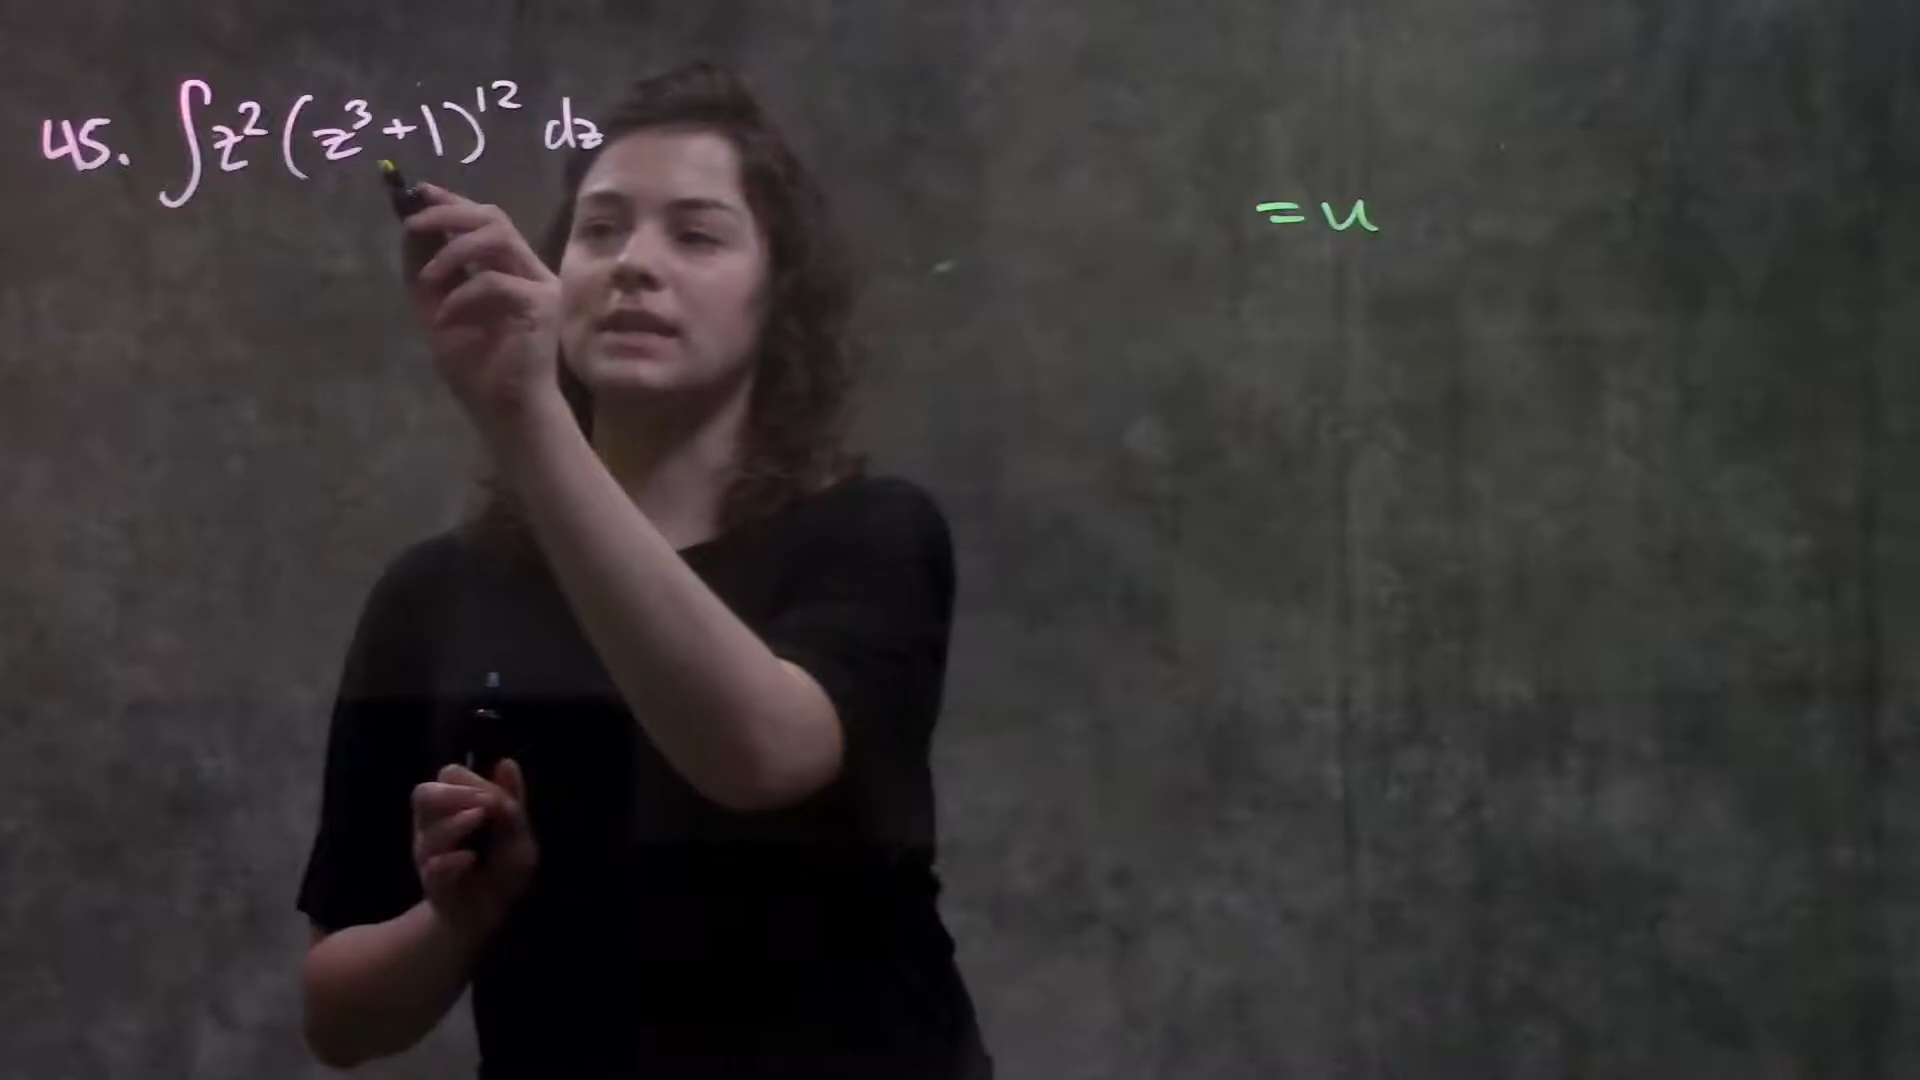 45. ∫z²(z³+1)¹² dz
= u